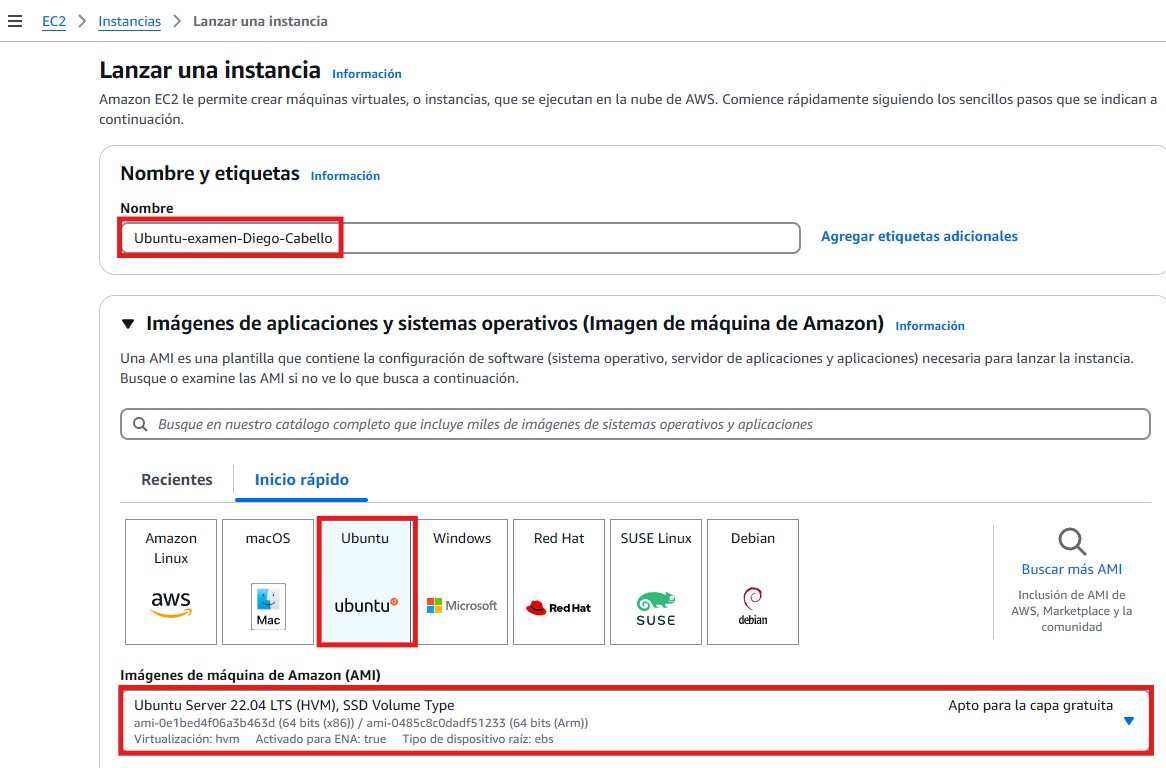 EC2 > Instancias > Lanzar una instancia
Lanzar una instancia Información
Amazon EC2 le permite crear máquinas virtuales, o instancias, que se ejecutan en la nube de AWS. Comience rápidamente siguiendo los sencillos pasos que se indican a
continuación.
Nombre y etiquetas Información
Nombre
Ubuntu-examen-Diego-Cabello
Agregar etiquetas adicionales
Imágenes de aplicaciones y sistemas operativos (Imagen de máquina de Amazon) Información
Una AMI es una plantilla que contiene la configuración de software (sistema operativo, servidor de aplicaciones y aplicaciones) necesaria para lanzar la instancia.
Busque o examine las AMI si no ve lo que busca a continuación.
Busque en nuestro catálogo completo que incluye miles de imágenes de sistemas operativos y aplicaciones
Recientes
Inicio rápido
Amazon
Linux
aws
macOS
Mac
Ubuntu
ubuntu
Windows
Microsoft
Red Hat
Red Hat
SUSE Linux
SUSE
Debian
debian
Buscar más AMI
Inclusión de AMI de
AWS, Marketplace y la
comunidad
Imágenes de máquina de Amazon (AMI)
Ubuntu Server 22.04 LTS (HVM), SSD Volume Type
Apto para la capa gratuita
ami-0e1bed4f06a3b463d (64 bits (x86)) / ami-0485c8c0dadf51233 (64 bits (Arm))
Virtualización: hvm Activado para ENA: true Tipo de dispositivo raíz: ebs